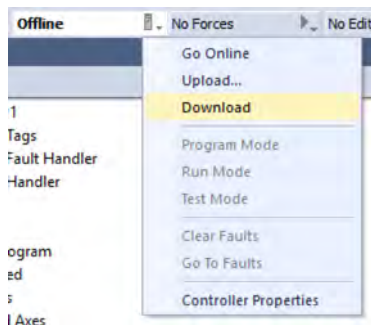 Offline No Forces No Edit
Go Online
Upload...
Download
1
Tags
Program Mode
Fault Handler
Run Mode
Handler
Test Mode
Clear Faults
ogram
Go To Faults
ed
s
Controller Properties
Axes